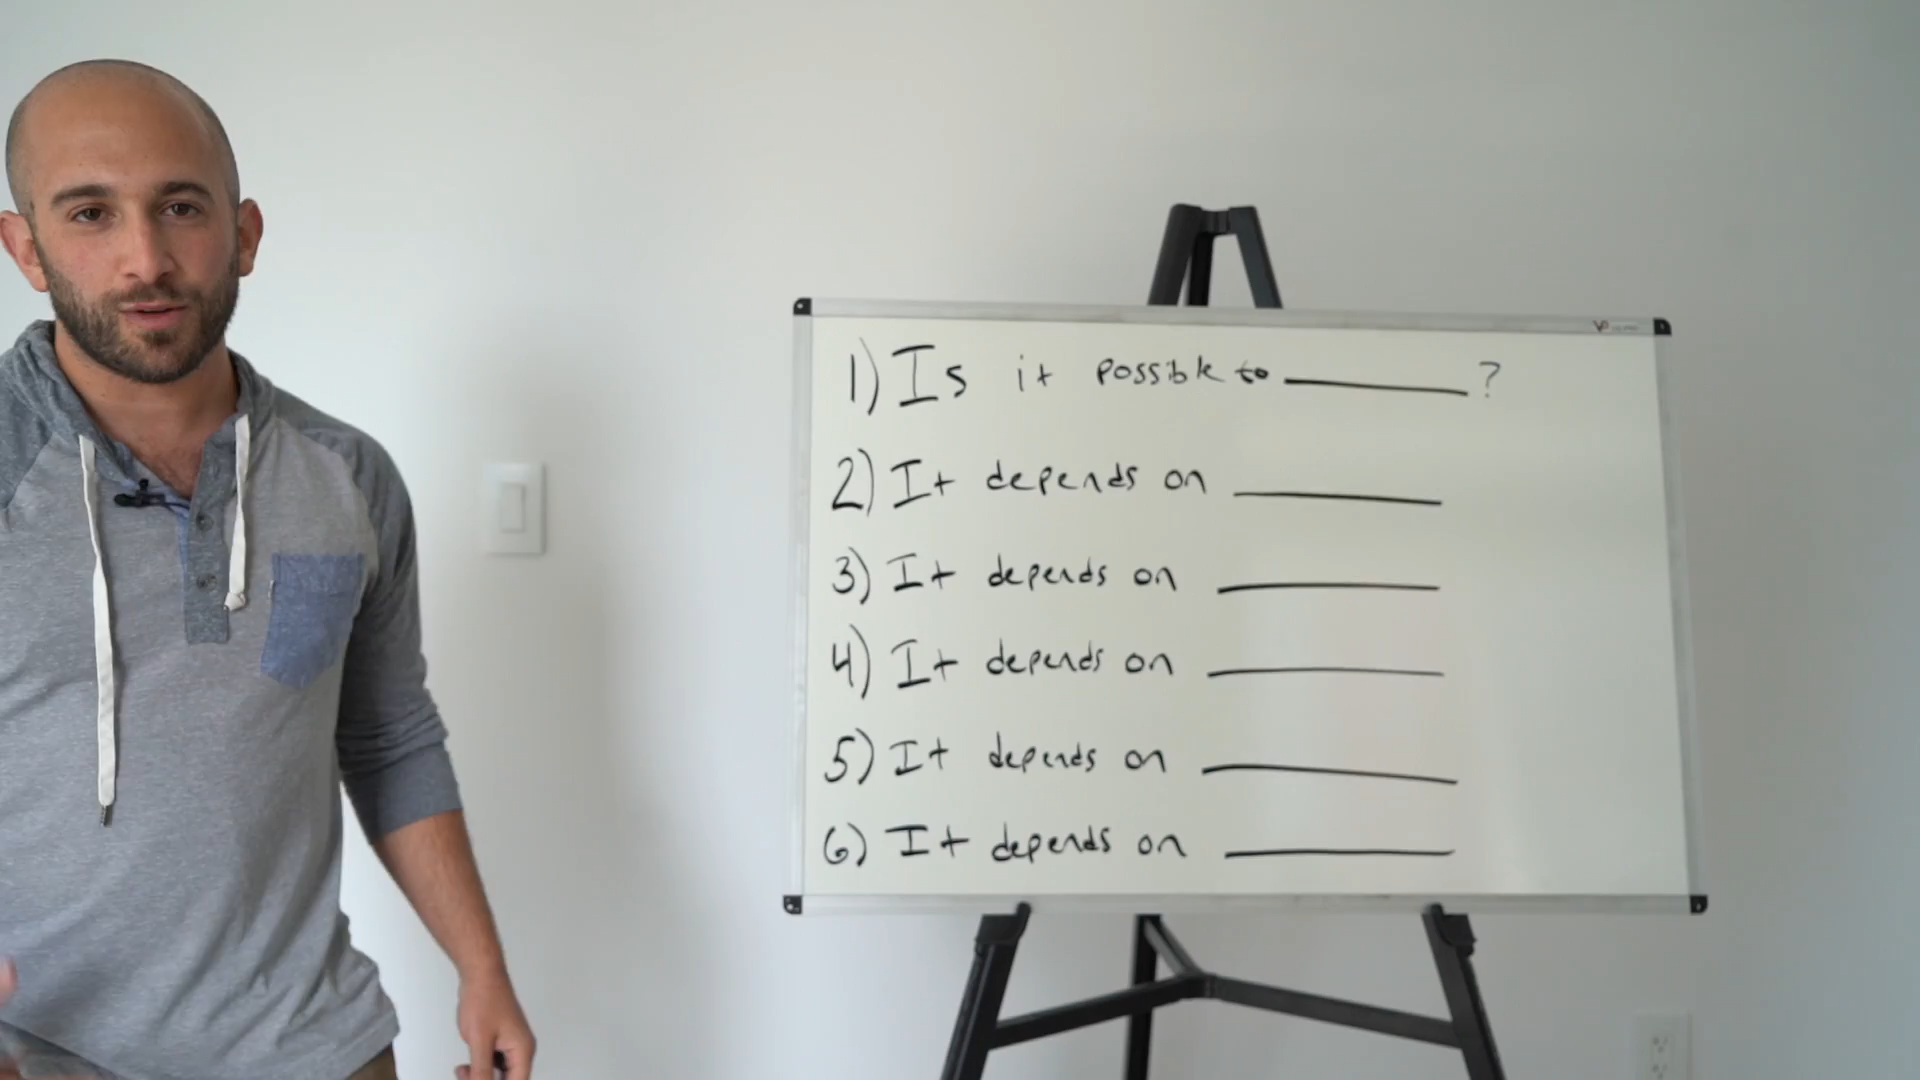 1) Is it possible to ________?
2) It depends on ________
3) It depends on ________
4) It depends on ________
5) It depends on ________
6) It depends on ________